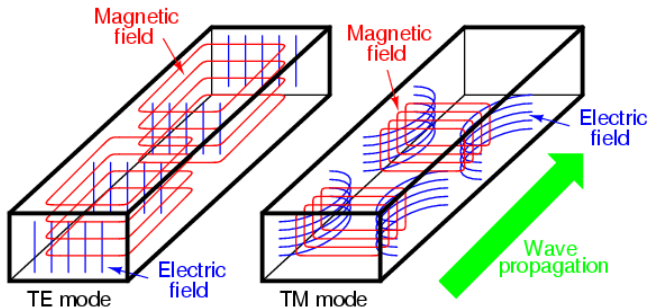 Magnetic
field
Magnetic
field
Electric
field
Electric
field
Wave
propagation
TE mode
TM mode